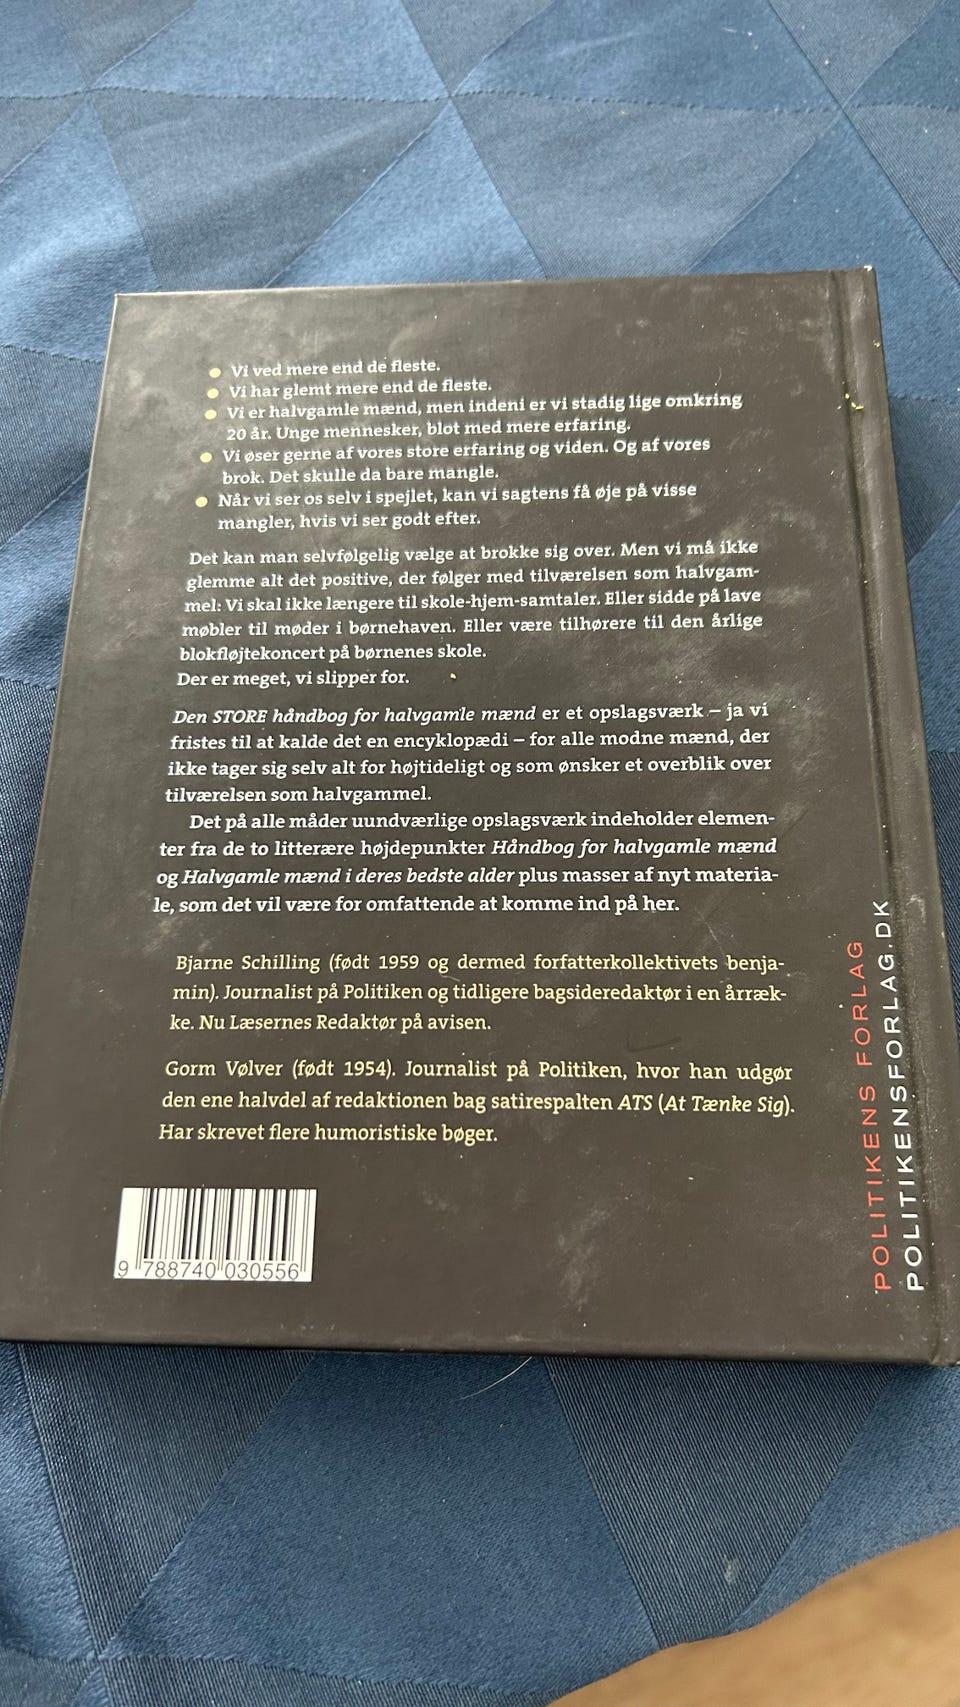 • Vi ved mere end de fleste.
• Vi har glemt mere end de fleste.
• Vi er halvgamle mænd, men indeni er vi stadig lige omkring
20 år. Unge mennesker, blot med mere erfaring.
• Vi øser gerne af vores store erfaring og viden. Og af vores
brok. Det skulle da bare mangle.
• Når vi ser os selv i spejlet, kan vi sagtens få øje på visse
mangler, hvis vi ser godt efter.
Det kan man selvfølgelig vælge at brokke sig over. Men vi må ikke
glemme alt det positive, der følger med tilværelsen som halvgam-
mel: Vi skal ikke længere til skole-hjem-samtaler. Eller sidde på lave
møbler til møder i børnehaven. Eller være tilhørere til den årlige
blokfløjtekoncert på børnenes skole.
Der er meget, vi slipper for.
Den STORE håndbog for halvgamle mænd er et opslagsværk – ja vi
fristes til at kalde det en encyklopædi – for alle modne mænd, der
ikke tager sig selv alt for højtideligt og som ønsker et overblik over
tilværelsen som halvgammel.
Det på alle måder uundværlige opslagsværk indeholder elemen-
ter fra de to litterære højdepunkter Håndbog for halvgamle mænd
og Halvgamle mænd i deres bedste alder plus masser af nyt materia-
le, som det vil være for omfattende at komme ind på her.
Bjarne Schilling (født 1959 og dermed forfatterkollektivets benja-
min). Journalist på Politiken og tidligere bagsideredaktør i en årræk-
ke. Nu Læsernes Redaktør på avisen.
Gorm Vølver (født 1954). Journalist på Politiken, hvor han udgør
den ene halvdel af redaktionen bag satirespalten ATS (At Tænke Sig).
Har skrevet flere humoristiske bøger.
9 788740 030556
POLITIKENS FORLAG
POLITIKENSFORLAG.DK